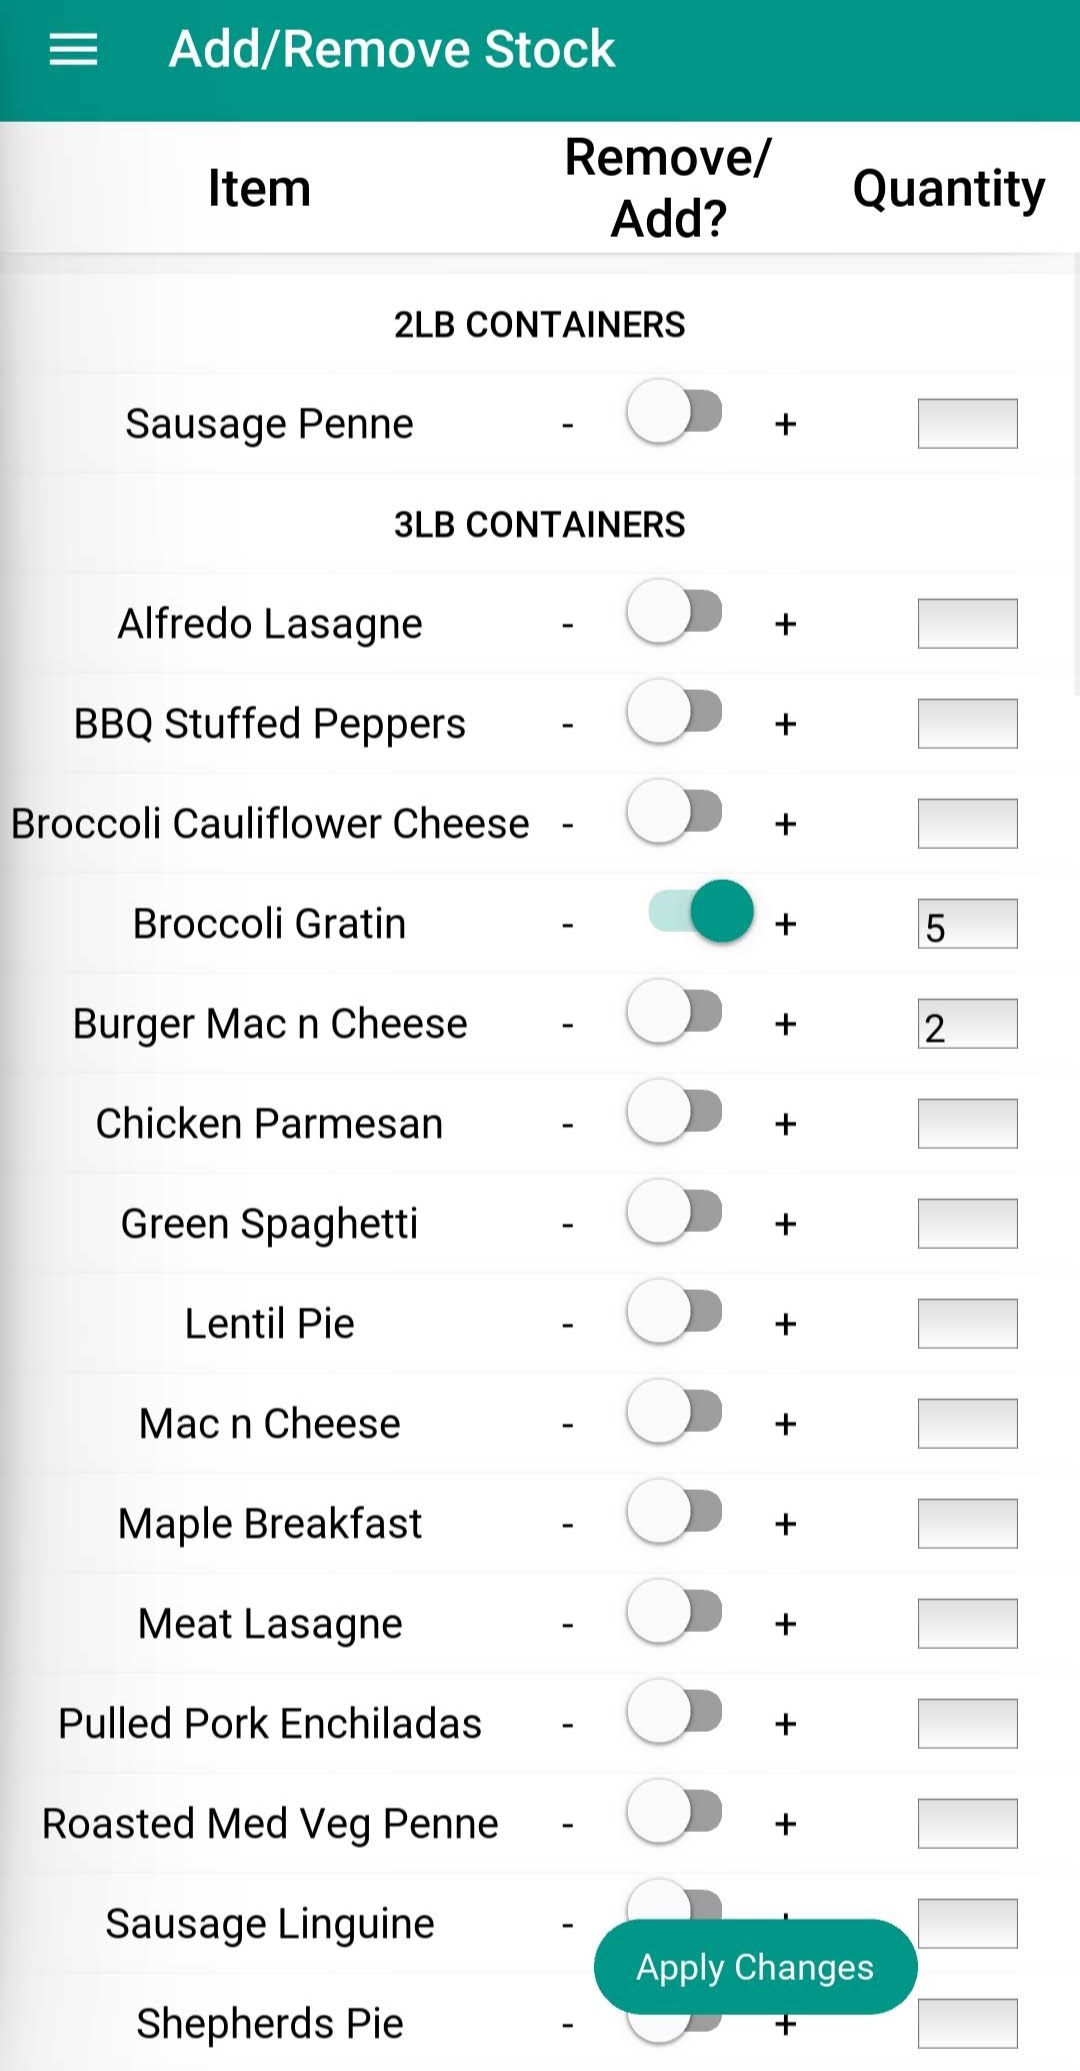 Add/Remove Stock
Item
Remove/
Add?
Quantity
2LB CONTAINERS
Sausage Penne - +
3LB CONTAINERS
Alfredo Lasagne - +
BBQ Stuffed Peppers - +
Broccoli Cauliflower Cheese - +
Broccoli Gratin - + 5
Burger Mac n Cheese - + 2
Chicken Parmesan - +
Green Spaghetti - +
Lentil Pie - +
Mac n Cheese - +
Maple Breakfast - +
Meat Lasagne - +
Pulled Pork Enchiladas - +
Roasted Med Veg Penne - +
Sausage Linguine -
Apply Changes
Shepherds Pie - +